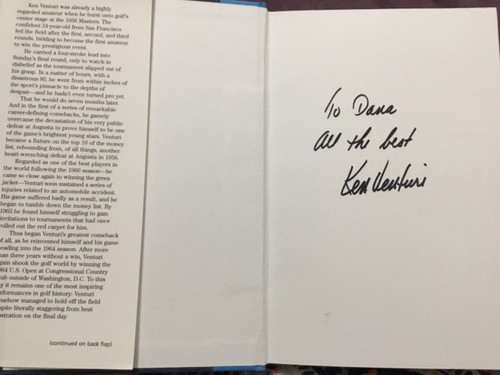 Ken Venturi was already a highly
regarded amateur when he burst onto golf's
center stage at the 1956 Masters. The
confident 24-year-old from San Francisco
led the field after the first, second, and third
rounds, bidding to become the first amateur
to win the prestigious event.
He carried a four-stroke lead into
Sunday's final round, only to watch in
disbelief as the tournament slipped out of
his grasp. In a matter of hours, with a
disastrous 80, he went from within inches of
the sport's pinnacle to the depths of
despair—and he hadn't even turned pro yet.
That he would do seven months later.
And in the first of a series of remarkable
career-defining comebacks, he gamely
overcame the devastation of his very public
defeat at Augusta to prove himself to be one
of the game's brightest young stars. Venturi
became a fixture on the top 10 of the money
list, rebounding from, of all things, another
heart-wrenching defeat at Augusta in 1958.
Regarded as one of the best players in
the world following the 1960 season—he
came so close again to winning the green
jacket—Venturi soon sustained a series of
injuries related to an automobile accident.
His game suffered badly as a result, and he
began to tumble down the money list. By
1963 he found himself struggling to gain
invitations to tournaments that had once
rolled out the red carpet for him.
Thus began Venturi's greatest comeback
of all, as he reinvented himself and his game
eading into the 1964 season. After more
an three years without a win, Venturi
gain shook the golf world by winning the
64 U.S. Open at Congressional Country
ub outside of Washington, D.C. To this
y it remains one of the most inspiring
rformances in golf history: Venturi
mehow managed to hold off the field
spite literally staggering from heat
stration on the final day.
(continued on back flap)
To Dana
All the best
Ken Venturi